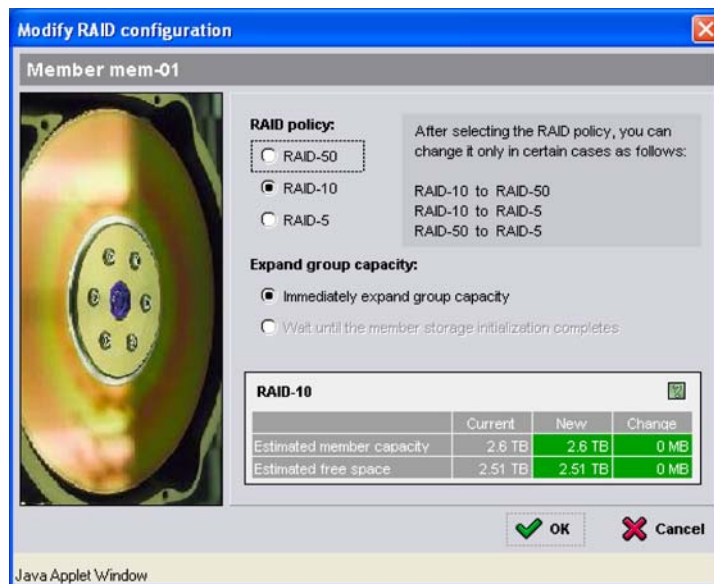 Modify RAID configuration
Member mem-01
RAID policy:
RAID-50
RAID-10
RAID-5
After selecting the RAID policy, you can
change it only in certain cases as follows:
RAID-10 to RAID-50
RAID-10 to RAID-5
RAID-50 to RAID-5
Expand group capacity:
Immediately expand group capacity
Wait until the member storage initialization completes
RAID-10
Current New Change
Estimated member capacity 2.6 TB 2.6 TB 0 MB
Estimated free space 2.51 TB 2.51 TB 0 MB
OK Cancel
Java Applet Window